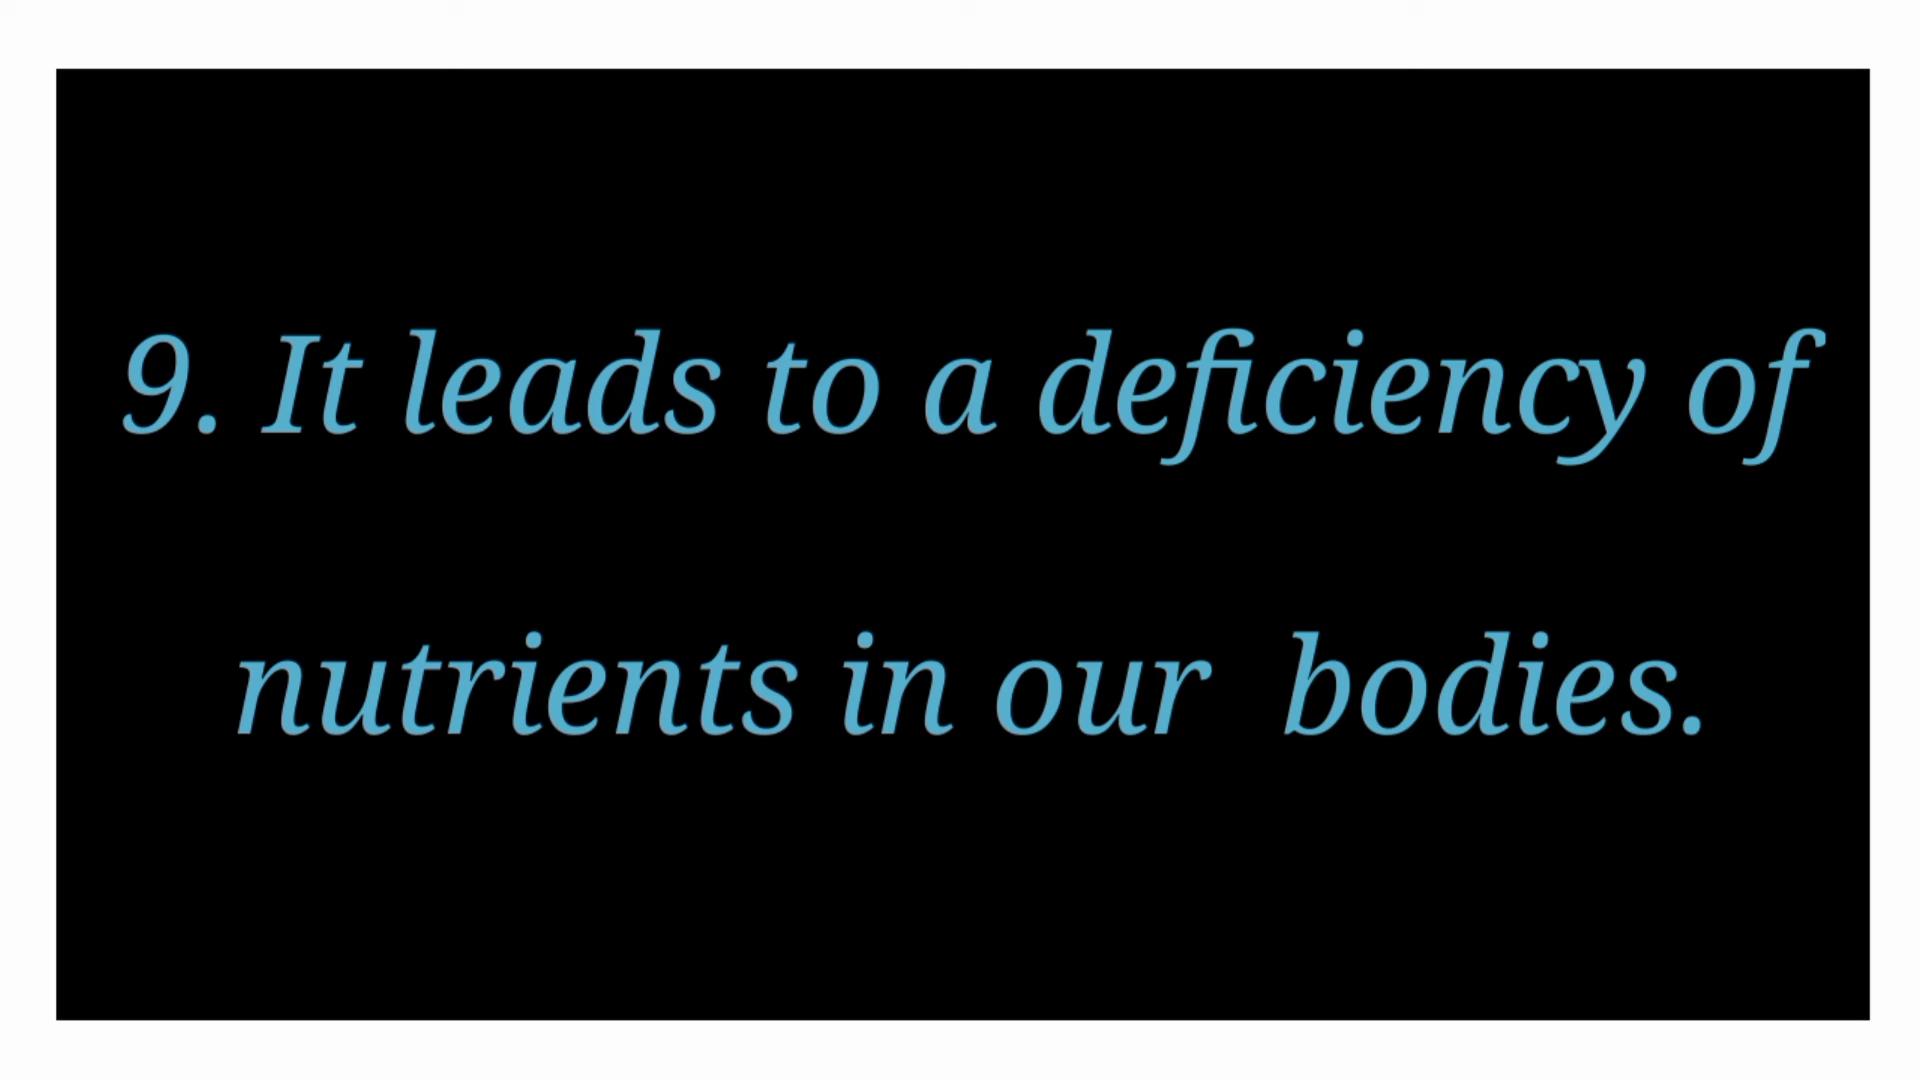 9. It leads to a deficiency of
nutrients in our  bodies.